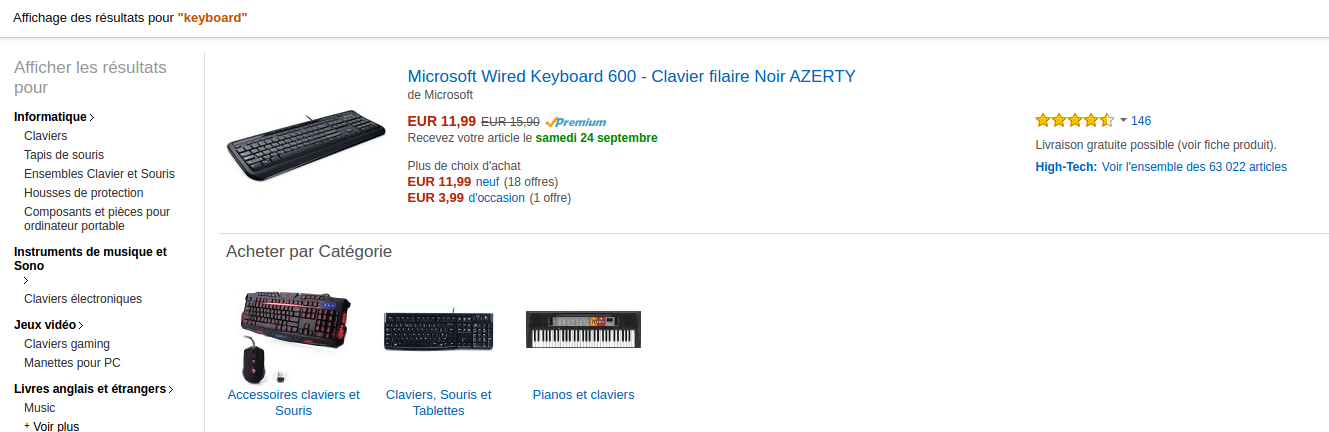 Affichage des résultats pour "keyboard"
Afficher les résultats
pour
Informatique
Claviers
Tapis de souris
Ensembles Clavier et Souris
Housses de protection
Composants et pièces pour
ordinateur portable
Instruments de musique et
Sono
Claviers électroniques
Jeux vidéo
Claviers gaming
Manettes pour PC
Livres anglais et étrangers
Music
+ Voir plus
Microsoft Wired Keyboard 600 - Clavier filaire Noir AZERTY
de Microsoft
EUR 11,99 EUR 15,90 Premium
Recevez votre article le samedi 24 septembre
Plus de choix d'achat
EUR 11,99 neuf (18 offres)
EUR 3,99 d'occasion (1 offre)
146
Livraison gratuite possible (voir fiche produit).
High-Tech: Voir l'ensemble des 63 022 articles
Acheter par Catégorie
Accessoires claviers et
Souris
Claviers, Souris et
Tablettes
Pianos et claviers